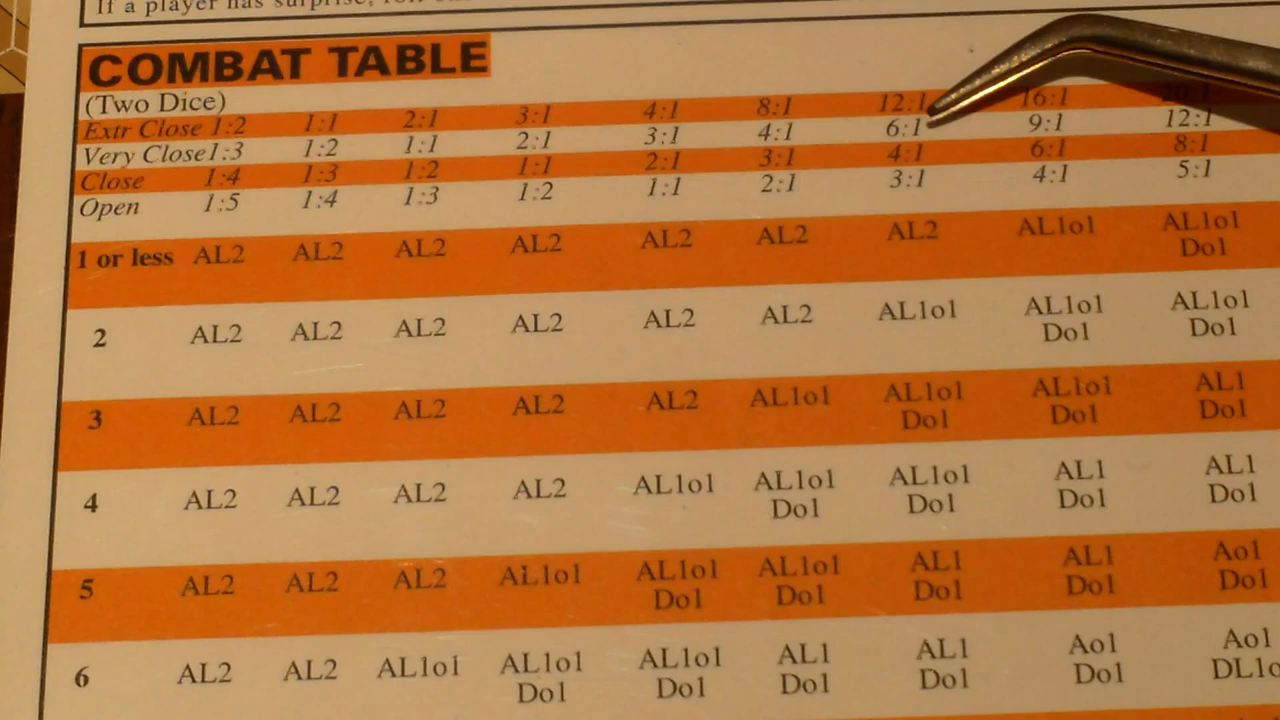 If a player has surprise, roll
COMBAT TABLE
(Two Dice)
Extr Close 1:2 1:1 2:1 3:1 4:1 8:1 12:1 16:1 20:1
Very Close 1:3 1:2 1:1 2:1 3:1 4:1 6:1 9:1 12:1
Close 1:4 1:3 1:2 1:1 2:1 3:1 4:1 6:1 8:1
Open 1:5 1:4 1:3 1:2 1:1 2:1 3:1 4:1 5:1
1 or less AL2 AL2 AL2 AL2 AL2 AL2 AL2 AL1o1 AL1o1
Do1
2 AL2 AL2 AL2 AL2 AL2 AL2 AL1o1 AL1o1 AL1o1
Do1 Do1
3 AL2 AL2 AL2 AL2 AL2 AL1o1 AL1o1 AL1o1 AL1
Do1 Do1 Do1
4 AL2 AL2 AL2 AL2 AL1o1 AL1o1 AL1o1 AL1 AL1
Do1 Do1 Do1 Do1
5 AL2 AL2 AL2 AL1o1 AL1o1 AL1o1 AL1 AL1 Ao1
Do1 Do1 Do1 Do1 Do1
6 AL2 AL2 AL1o1 AL1o1 AL1o1 AL1 AL1 Ao1 Ao1
Do1 Do1 Do1 Do1 Do1 DL1o